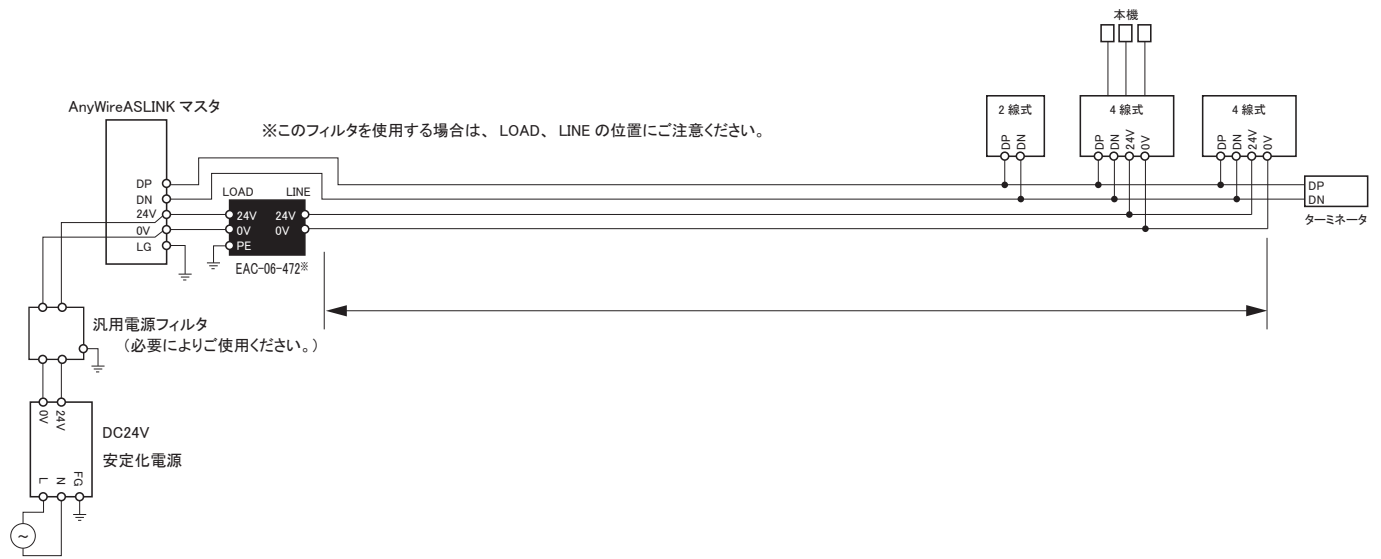 本機
AnyWireASLINK マスタ
※このフィルタを使用する場合は、 LOAD、 LINE の位置にご注意ください。
2 線式
4 線式
4 線式
DP
DN
DP
DN
24V
0V
DP
DN
24V
0V
DP
DN
24V
0V
LG
LOAD
LINE
24V
24V
0V
0V
PE
EAC-06-472※
DP
DN
ターミネータ
汎用電源フィルタ
(必要によりご使用ください。)
0V
24V
DC24V
安定化電源
L
N
FG
~